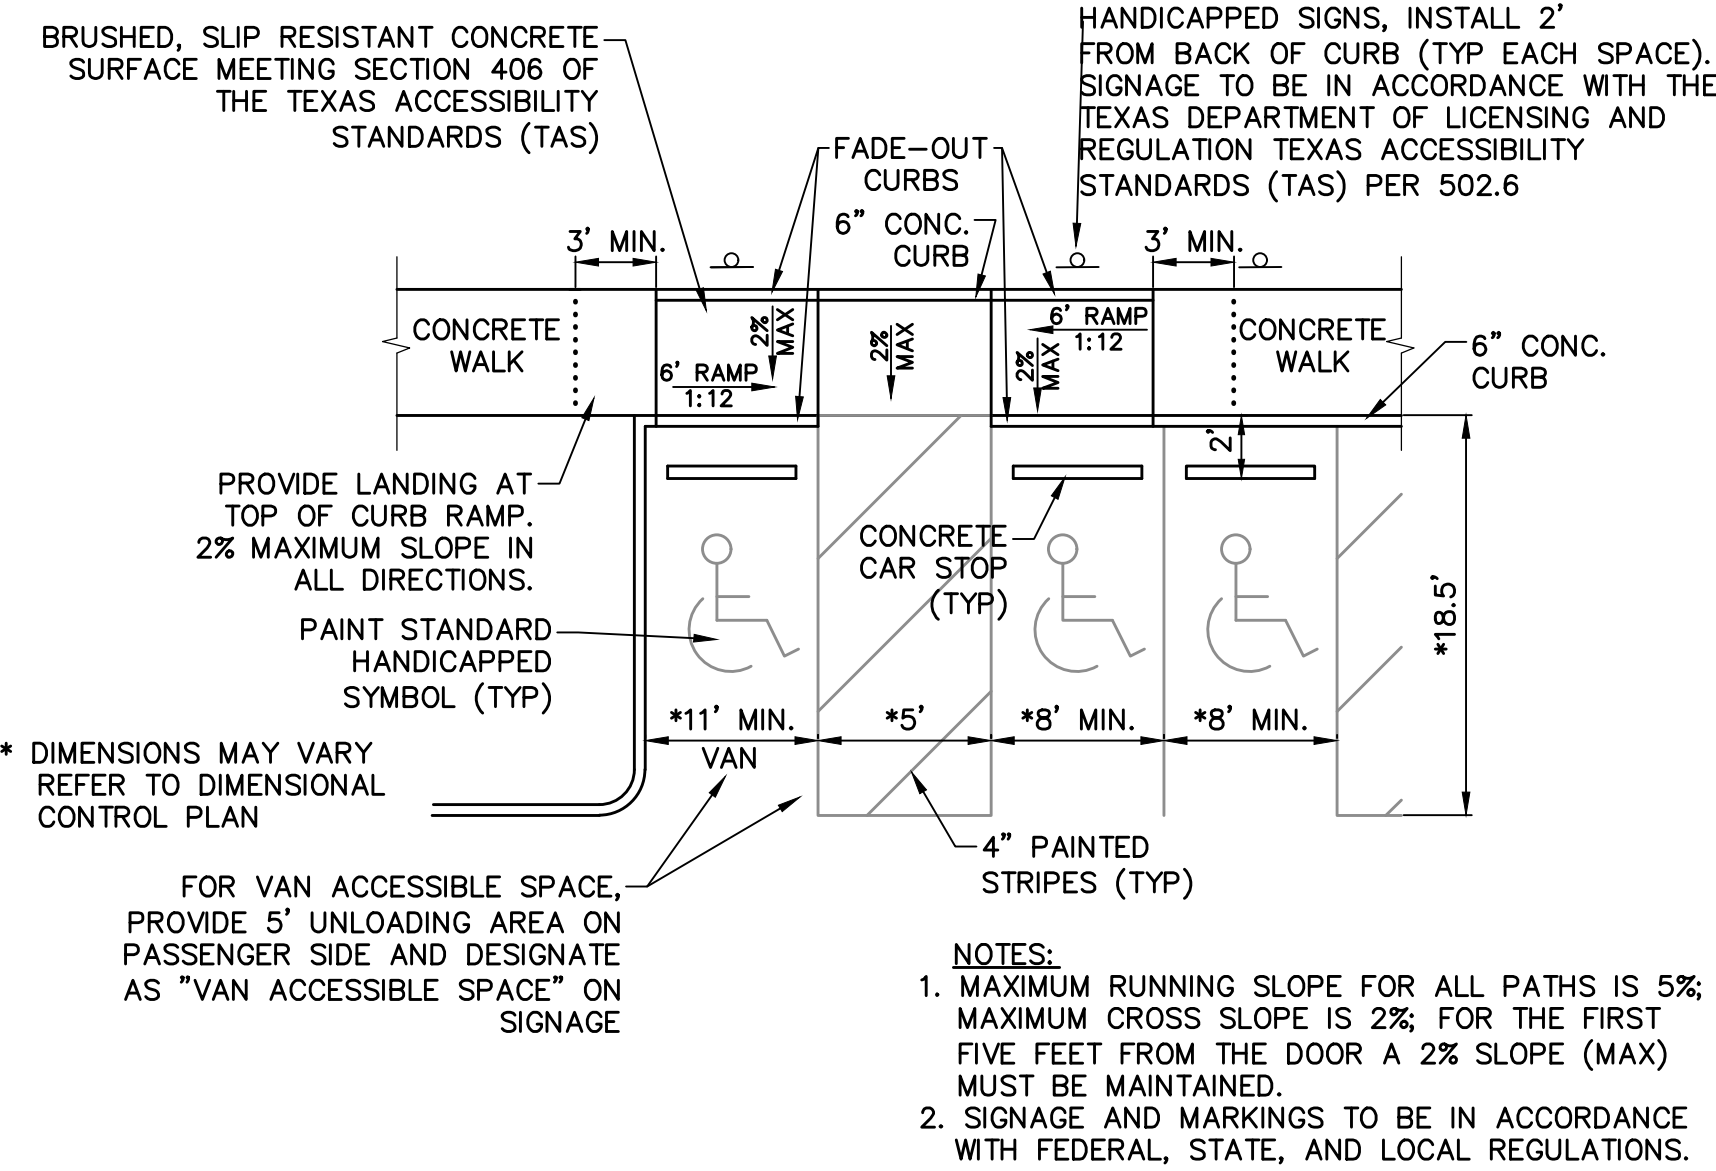 BRUSHED, SLIP RESISTANT CONCRETE
SURFACE MEETING SECTION 406 OF
THE TEXAS ACCESSIBILITY
STANDARDS (TAS)
HANDICAPPED SIGNS, INSTALL 2'
FROM BACK OF CURB (TYP EACH SPACE).
SIGNAGE TO BE IN ACCORDANCE WITH THE
TEXAS DEPARTMENT OF LICENSING AND
REGULATION TEXAS ACCESSIBILITY
STANDARDS (TAS) PER 502.6
FADE-OUT
CURBS
6" CONC.
CURB
3' MIN.
3' MIN.
CONCRETE
WALK
2%
MAX
6' RAMP
1:12
2%
MAX
6' RAMP
1:12
2%
MAX
CONCRETE
WALK
6" CONC.
CURB
2'
PROVIDE LANDING AT
TOP OF CURB RAMP.
2% MAXIMUM SLOPE IN
ALL DIRECTIONS.
CONCRETE
CAR STOP
(TYP)
*18.5'
PAINT STANDARD
HANDICAPPED
SYMBOL (TYP)
*11' MIN.
VAN
*5'
*8' MIN.
*8' MIN.
* DIMENSIONS MAY VARY
REFER TO DIMENSIONAL
CONTROL PLAN
4" PAINTED
STRIPES (TYP)
FOR VAN ACCESSIBLE SPACE,
PROVIDE 5' UNLOADING AREA ON
PASSENGER SIDE AND DESIGNATE
AS "VAN ACCESSIBLE SPACE" ON
SIGNAGE
NOTES:
1. MAXIMUM RUNNING SLOPE FOR ALL PATHS IS 5%;
MAXIMUM CROSS SLOPE IS 2%; FOR THE FIRST
FIVE FEET FROM THE DOOR A 2% SLOPE (MAX)
MUST BE MAINTAINED.
2. SIGNAGE AND MARKINGS TO BE IN ACCORDANCE
WITH FEDERAL, STATE, AND LOCAL REGULATIONS.